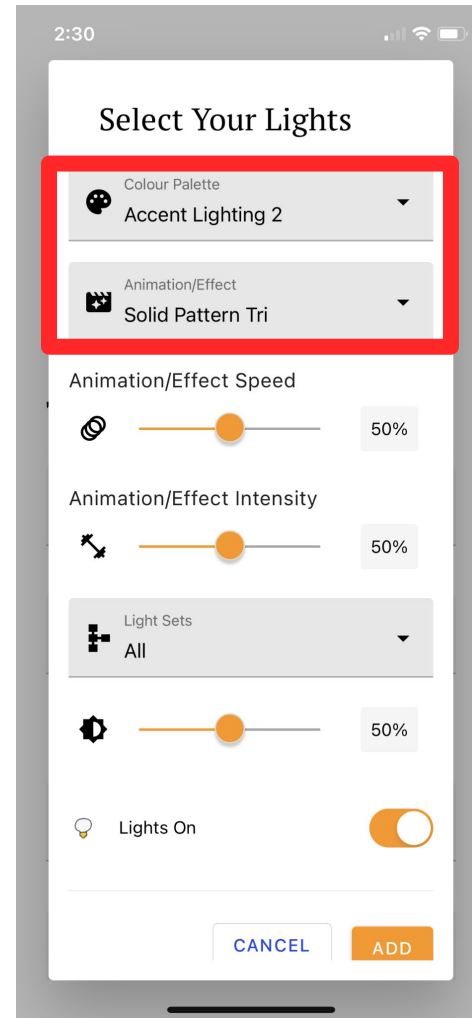 2:30
Select Your Lights
Colour Palette
Accent Lighting 2
Animation/Effect
Solid Pattern Tri
Animation/Effect Speed
50%
Animation/Effect Intensity
50%
Light Sets
All
50%
Lights On
CANCEL
ADD